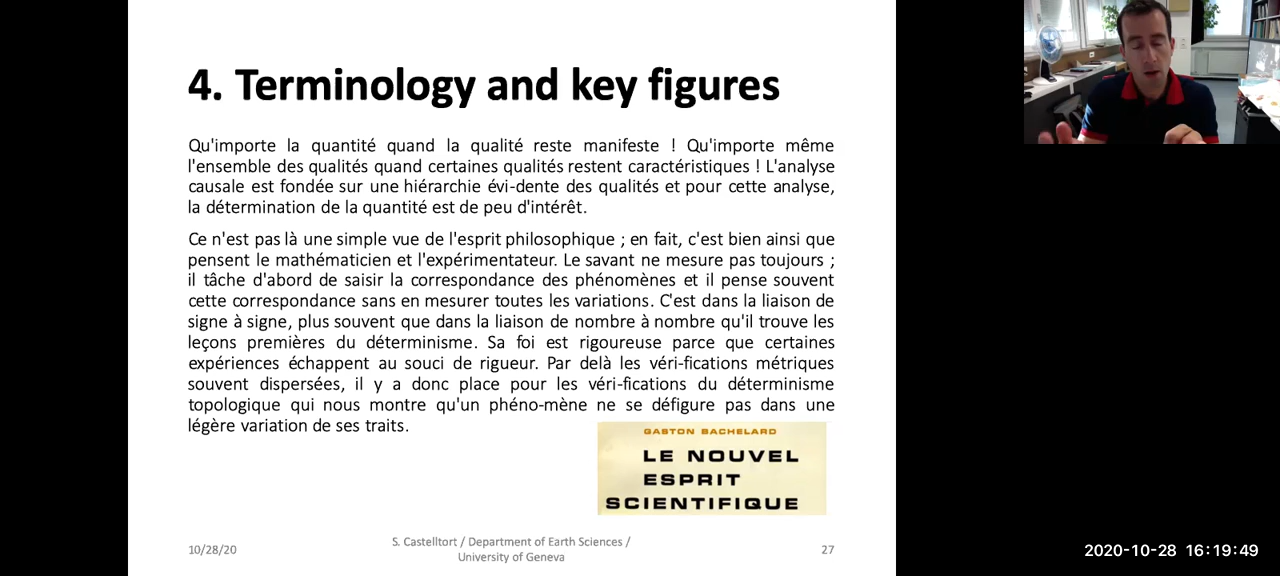 4. Terminology and key figures
Qu'importe la quantité quand la qualité reste manifeste ! Qu'importe même
l'ensemble des qualités quand certaines qualités restent caractéristiques ! L'analyse
causale est fondée sur une hiérarchie évi-dente des qualités et pour cette analyse,
la détermination de la quantité est de peu d'intérêt.
Ce n'est pas là une simple vue de l'esprit philosophique ; en fait, c'est bien ainsi que
pensent le mathématicien et l'expérimentateur. Le savant ne mesure pas toujours ;
il tâche d'abord de saisir la correspondance des phénomènes et il pense souvent
cette correspondance sans en mesurer toutes les variations. C'est dans la liaison de
signe à signe, plus souvent que dans la liaison de nombre à nombre qu'il trouve les
leçons premières du déterminisme. Sa foi est rigoureuse parce que certaines
expériences échappent au souci de rigueur. Par delà les véri-fications métriques
souvent dispersées, il y a donc place pour les véri-fications du déterminisme
topologique qui nous montre qu'un phéno-mène ne se défigure pas dans une
légère variation de ses traits.
GASTON BACHELARD
LE NOUVEL
ESPRIT
SCIENTIFIQUE
10/28/20
S. Castelltort / Department of Earth Sciences /
University of Geneva
27
2020-10-28 16:19:49